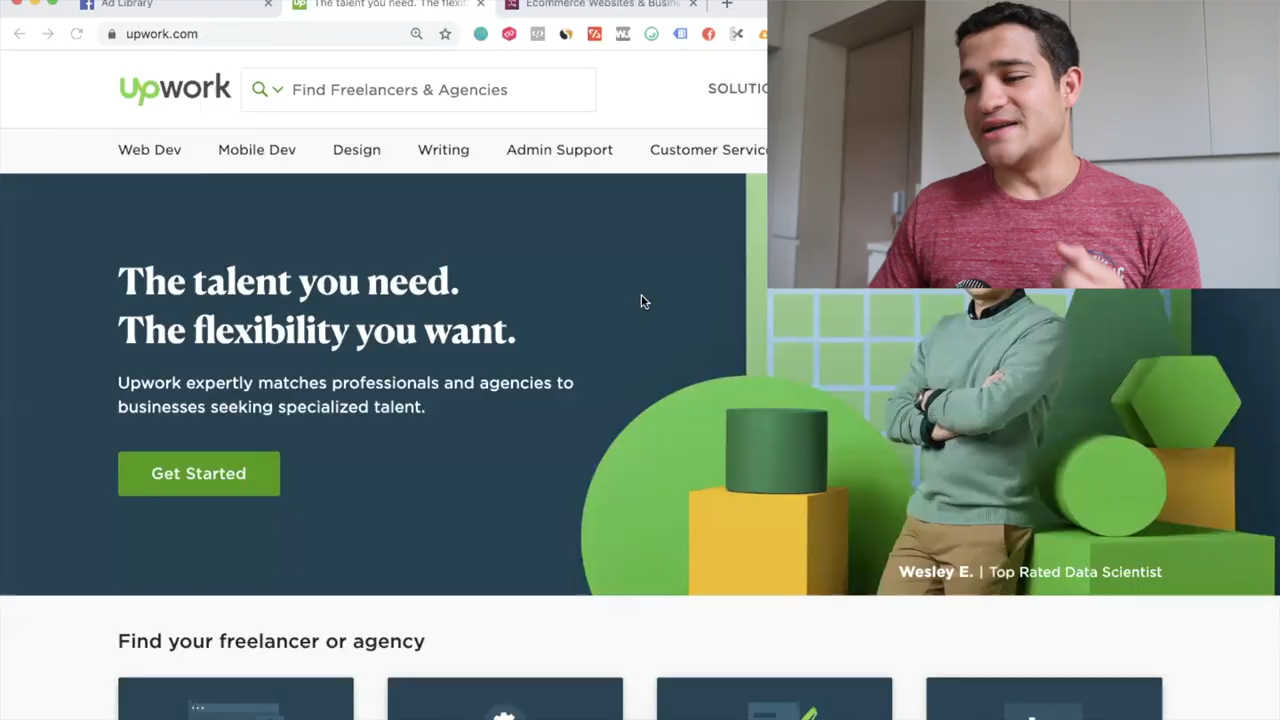 Ad Library
The talent you need. The flexi
Ecommerce Websites & Busin
upwork.com
upwork
Find Freelancers & Agencies
SOLUTIO
Web Dev
Mobile Dev
Design
Writing
Admin Support
Customer Servic
The talent you need.
The flexibility you want.
Upwork expertly matches professionals and agencies to
businesses seeking specialized talent.
Get Started
Wesley E. | Top Rated Data Scientist
Find your freelancer or agency